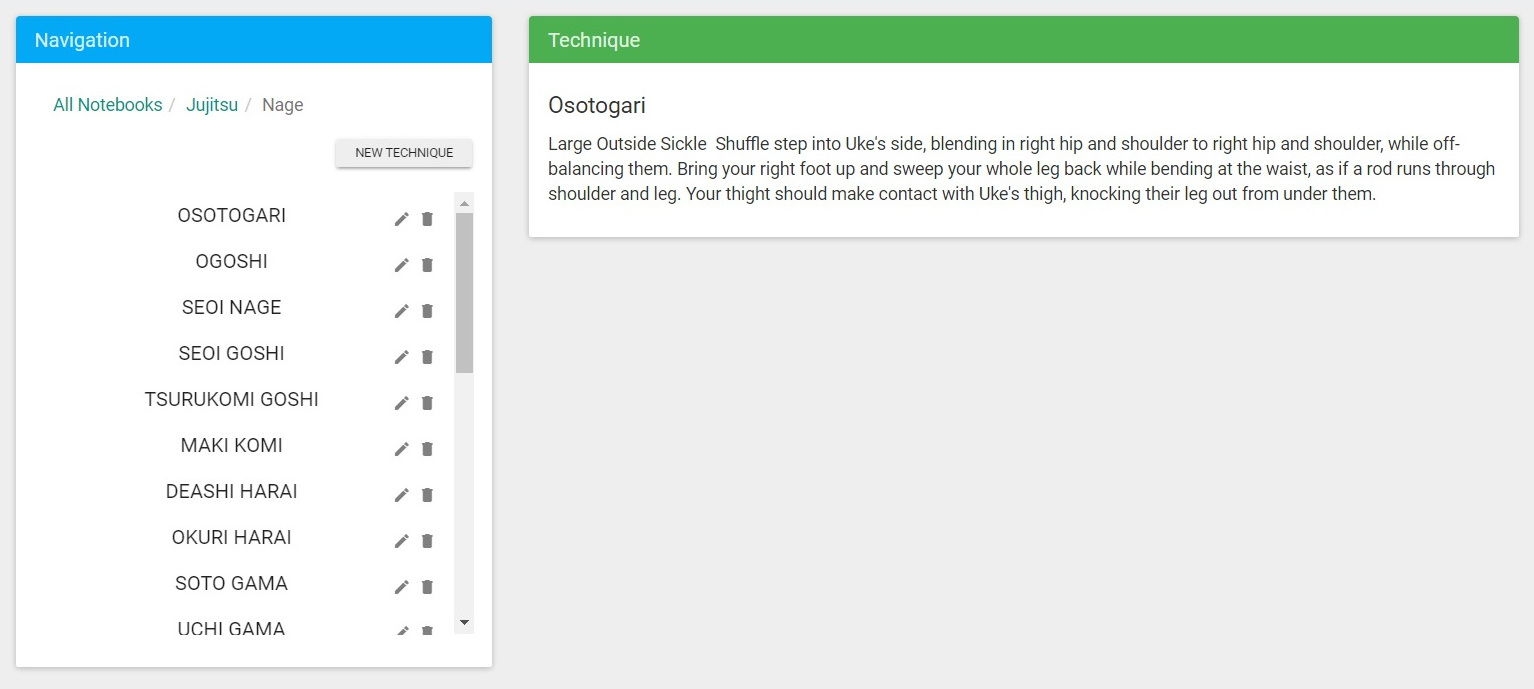 Navigation
All Notebooks / Jujitsu / Nage
NEW TECHNIQUE
OSOTOGARI
OGOSHI
SEOI NAGE
SEOI GOSHI
TSURUKOMI GOSHI
MAKI KOMI
DEASHI HARAI
OKURI HARAI
SOTO GAMA
UCHI GAMA
Technique
Osotogari
Large Outside Sickle  Shuffle step into Uke's side, blending in right hip and shoulder to right hip and shoulder, while off-
balancing them. Bring your right foot up and sweep your whole leg back while bending at the waist, as if a rod runs through
shoulder and leg. Your thight should make contact with Uke's thigh, knocking their leg out from under them.